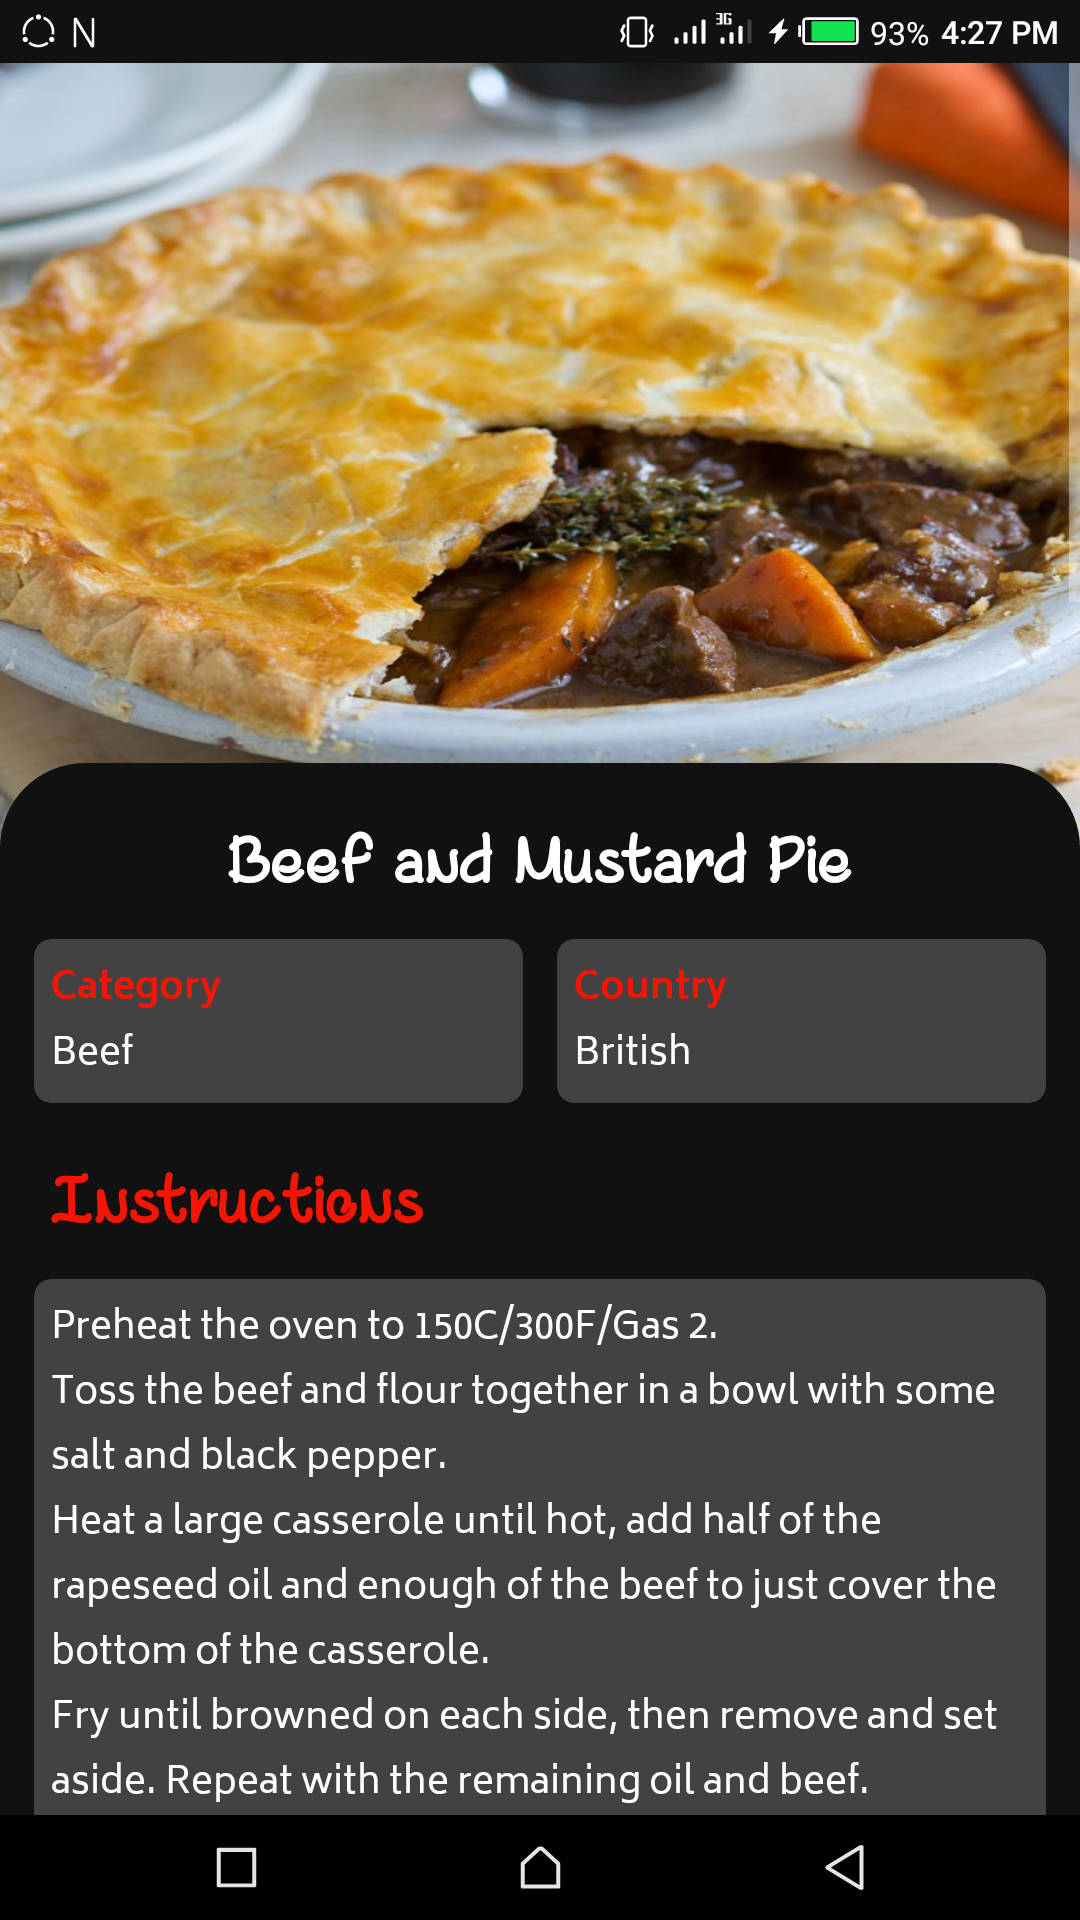 N 3G 93% 4:27 PM
Beef and Mustard Pie
Category
Beef
Country
British
Instructions
Preheat the oven to 150C/300F/Gas 2.
Toss the beef and flour together in a bowl with some
salt and black pepper.
Heat a large casserole until hot, add half of the
rapeseed oil and enough of the beef to just cover the
bottom of the casserole.
Fry until browned on each side, then remove and set
aside. Repeat with the remaining oil and beef.